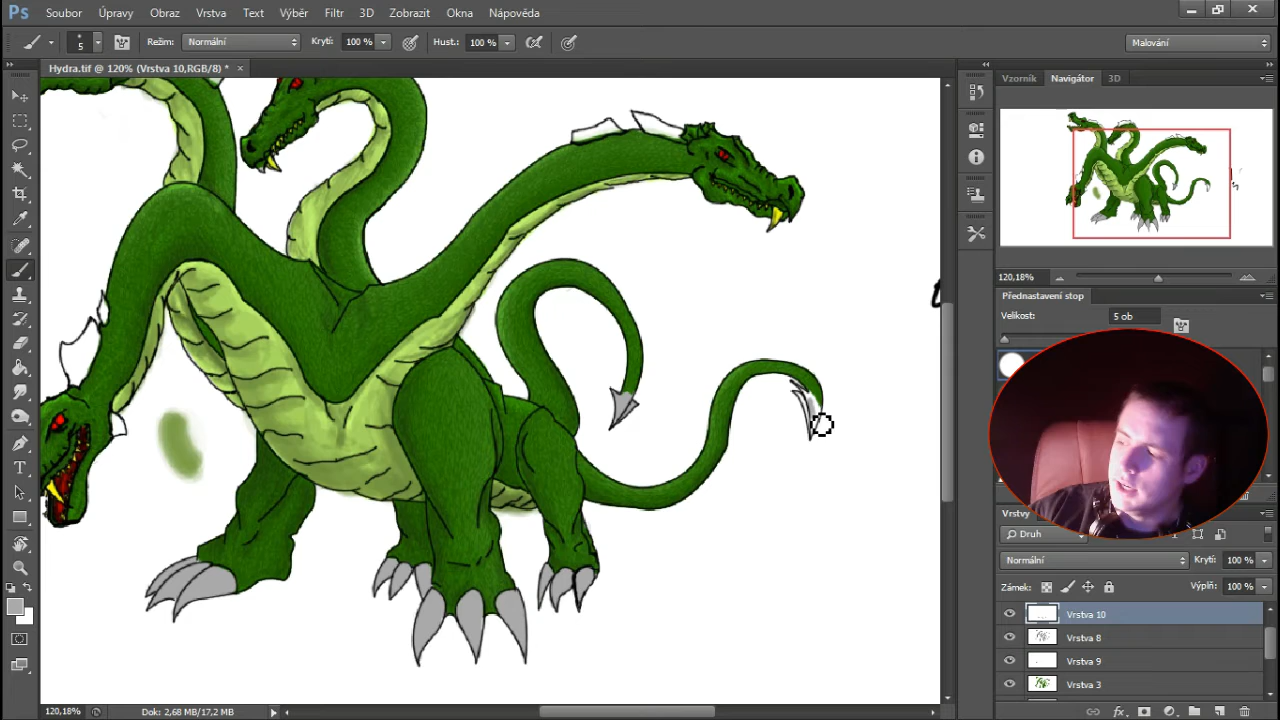 Ps Soubor Úpravy Obraz Vrstva Text Výběr Filtr 3D Zobrazit Okna Nápověda
5 Režim: Normální Krytí: 100 % Hust.: 100 % Malování
Hydra.tif @ 120% (Vrstva 10,RGB/8) * ×
Vzorník Navigátor 3D
120,18%
Přednastavení stop
Velikost: 5 ob
Vrstvy
Druh
Normální Krytí: 100 %
Zámek: Výplň: 100 %
Vrstva 10
Vrstva 8
Vrstva 9
Vrstva 3
120,18% Dok: 2,68 MB/17,2 MB